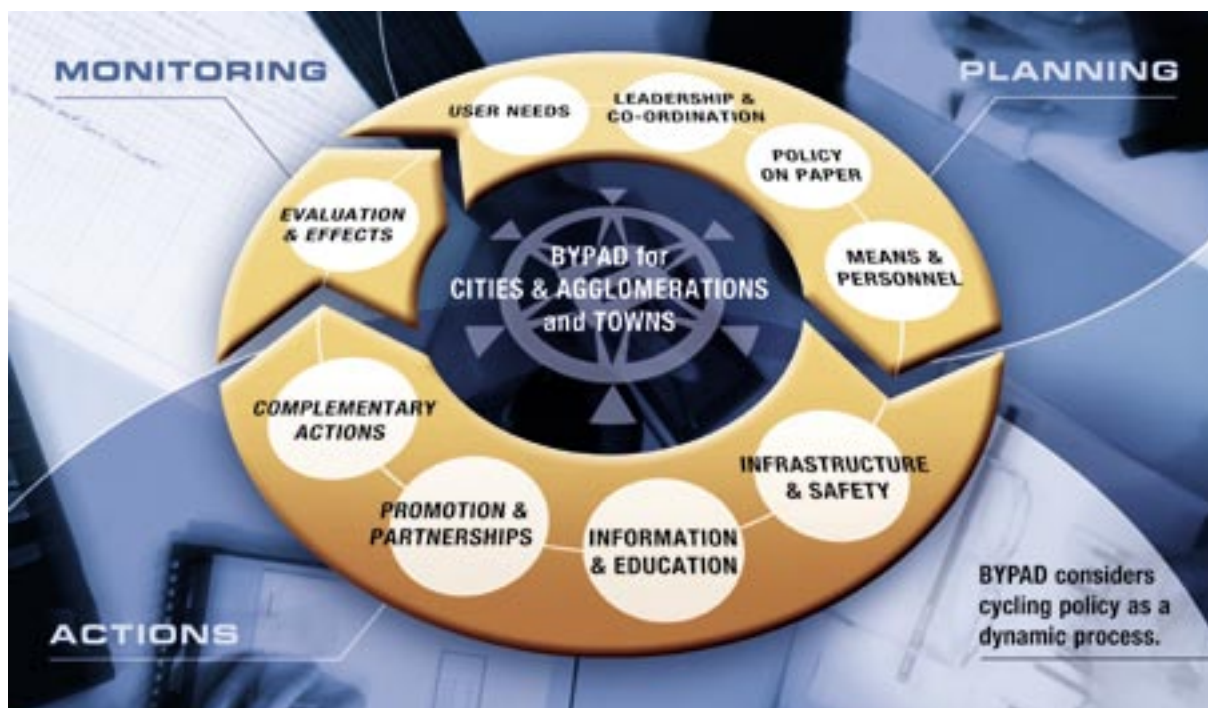 MONITORING
PLANNING
USER NEEDS
LEADERSHIP &
CO-ORDINATION
POLICY
ON PAPER
MEANS &
PERSONNEL
EVALUATION
& EFFECTS
BYPAD for
CITIES & AGGLOMERATIONS
and TOWNS
COMPLEMENTARY
ACTIONS
PROMOTION &
PARTNERSHIPS
INFORMATION
& EDUCATION
INFRASTRUCTURE
& SAFETY
ACTIONS
BYPAD considers
cycling policy as a
dynamic process.